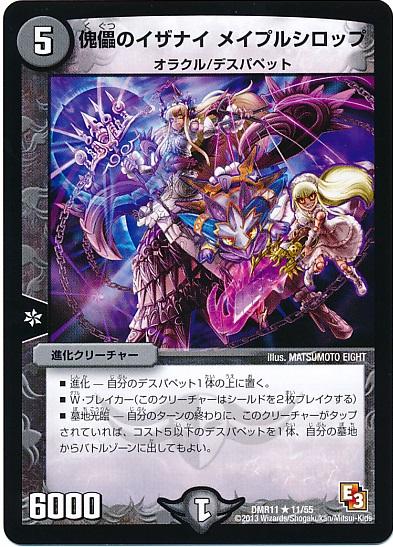 5
傀儡のイザナイ メイプルシロップ
くぐつ
オラクル/デスパペット
進化クリーチャー
illus. MATSUMOTO EIGHT
■ 進化 ― 自分のデスパペット1体の上に置く。
■ W・ブレイカー(このクリーチャーはシールドを2枚ブレイクする)
■ 墓地光臨 ― 自分のターンの終わりに、このクリーチャーがタップ
されていれば、コスト5以下のデスパペットを1体、自分の墓地
からバトルゾーンに出してもよい。
6000
E3
DMR11 ★ 11/55
©2013 Wizards/Shogakukan/Mitsui-Kids